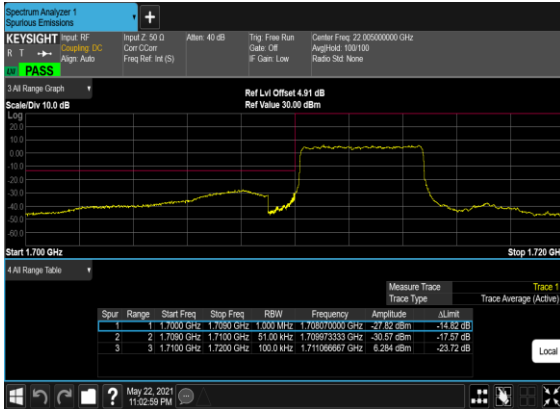 Spectrum Analyzer 1
Spurious Emissions
+
KEYSIGHT
R T
PASS
Input: RF
Coupling: DC
Align: Auto
Input Z: 50 Ω
Corr CCorr
Freq Ref: Int (S)
Atten: 40 dB
Trig: Free Run
Gate: Off
IF Gain: Low
Center Freq: 22.005000000 GHz
Avg|Hold: 100/100
Radio Std: None
3 All Range Graph
Scale/Div 10.0 dB
Ref Lvl Offset 4.91 dB
Ref Value 30.00 dBm
Log
20.0
10.0
0.00
-10.0
-20.0
-30.0
-40.0
-50.0
-60.0
Start 1.700 GHz
Stop 1.720 GH
4 All Range Table
Measure Trace Trace 1
Trace Type Trace Average (Active)
Spur Range Start Freq Stop Freq RBW Frequency Amplitude ΔLimit
1 1 1.7000 GHz 1.7090 GHz 1.000 MHz 1.708070000 GHz -27.82 dBm -14.82 dB
2 2 1.7090 GHz 1.7100 GHz 51.00 kHz 1.709973333 GHz -30.57 dBm -17.57 dB
3 3 1.7100 GHz 1.7200 GHz 100.0 kHz 1.711066667 GHz 6.284 dBm -23.72 dB
Local
?
May 22, 2021
11:02:59 PM